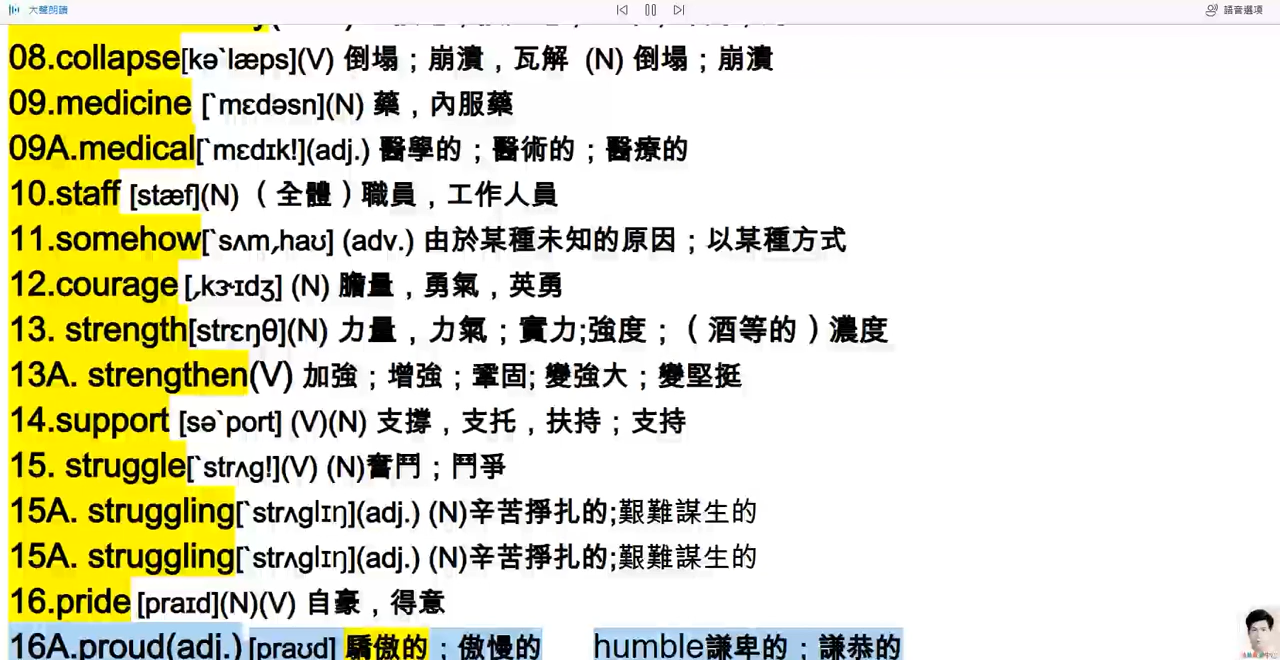 大聲朗讀
語音選項
08.collapse[kə`læps](V) 倒塌；崩潰，瓦解 (N) 倒塌；崩潰
09.medicine [`mɛdəsn](N) 藥，內服藥
09A.medical[`mɛdɪk!](adj.) 醫學的；醫術的；醫療的
10.staff [stæf](N) （全體）職員，工作人員
11.somehow[`sʌm͵haʊ] (adv.) 由於某種未知的原因；以某種方式
12.courage [͵kɝɪdʒ] (N) 膽量，勇氣，英勇
13. strength[strɛŋθ](N) 力量，力氣；實力;強度；（酒等的）濃度
13A. strengthen(V) 加強；增強；鞏固; 變強大；變堅挺
14.support [sə`port] (V)(N) 支撐，支托，扶持；支持
15. struggle[`strʌg!](V) (N)奮鬥；鬥爭
15A. struggling[`strʌglɪŋ](adj.) (N)辛苦掙扎的;艱難謀生的
15A. struggling[`strʌglɪŋ](adj.) (N)辛苦掙扎的;艱難謀生的
16.pride [praɪd](N)(V) 自豪，得意
16A.proud(adj.) [praʊd] 驕傲的；傲慢的 humble謙卑的；謙恭的